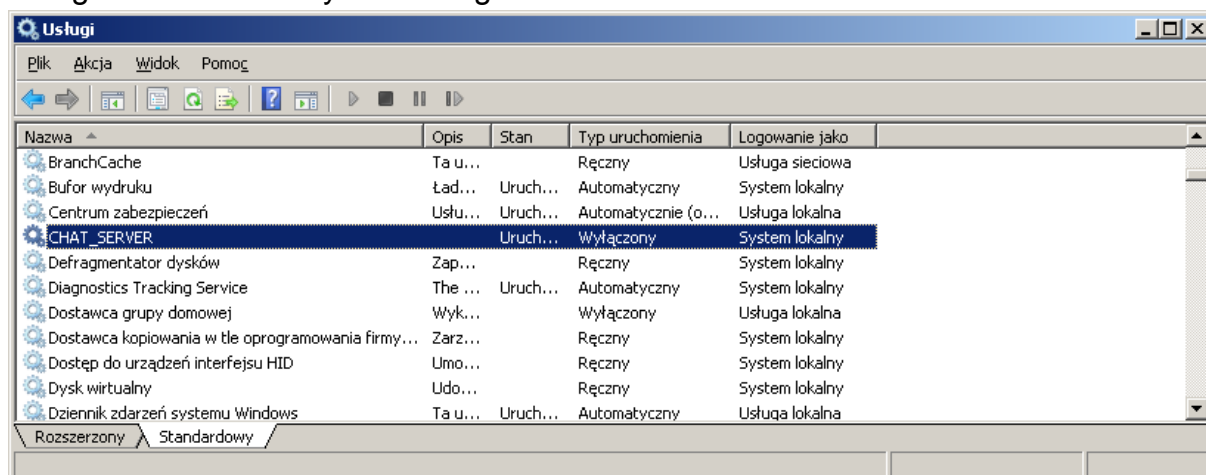 Usługi
Plik Akcja Widok Pomoc
Nazwa Opis Stan Typ uruchomienia Logowanie jako
BranchCache Ta u... Ręczny Usługa sieciowa
Bufor wydruku Ład... Uruch... Automatyczny System lokalny
Centrum zabezpieczeń Usłu... Uruch... Automatycznie (o... Usługa lokalna
CHAT_SERVER Uruch... Wyłączony System lokalny
Defragmentator dysków Zap... Ręczny System lokalny
Diagnostics Tracking Service The ... Uruch... Automatyczny System lokalny
Dostawca grupy domowej Wyk... Wyłączony Usługa lokalna
Dostawca kopiowania w tle oprogramowania firmy... Zarz... Ręczny System lokalny
Dostęp do urządzeń interfejsu HID Umo... Ręczny System lokalny
Dysk wirtualny Udo... Ręczny System lokalny
Dziennik zdarzeń systemu Windows Ta u... Uruch... Automatyczny Usługa lokalna
Rozszerzony Standardowy